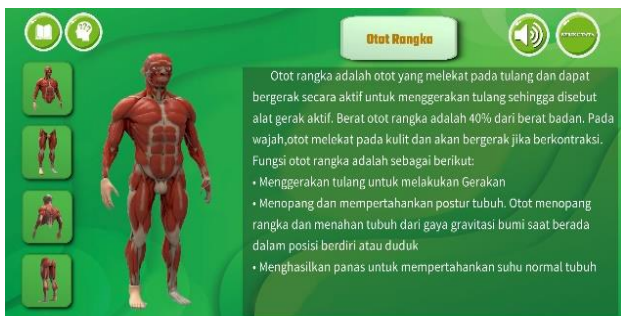 Otot Rangka
Otot rangka adalah otot yang melekat pada tulang dan dapat
bergerak secara aktif untuk menggerakan tulang sehingga disebut
alat gerak aktif. Berat otot rangka adalah 40% dari berat badan. Pada
wajah,otot melekat pada kulit dan akan bergerak jika berkontraksi.
Fungsi otot rangka adalah sebagai berikut:
• Menggerakan tulang untuk melakukan Gerakan
• Menopang dan mempertahankan postur tubuh. Otot menopang
rangka dan menahan tubuh dari gaya gravitasi bumi saat berada
dalam posisi berdiri atau duduk
• Menghasilkan panas untuk mempertahankan suhu normal tubuh